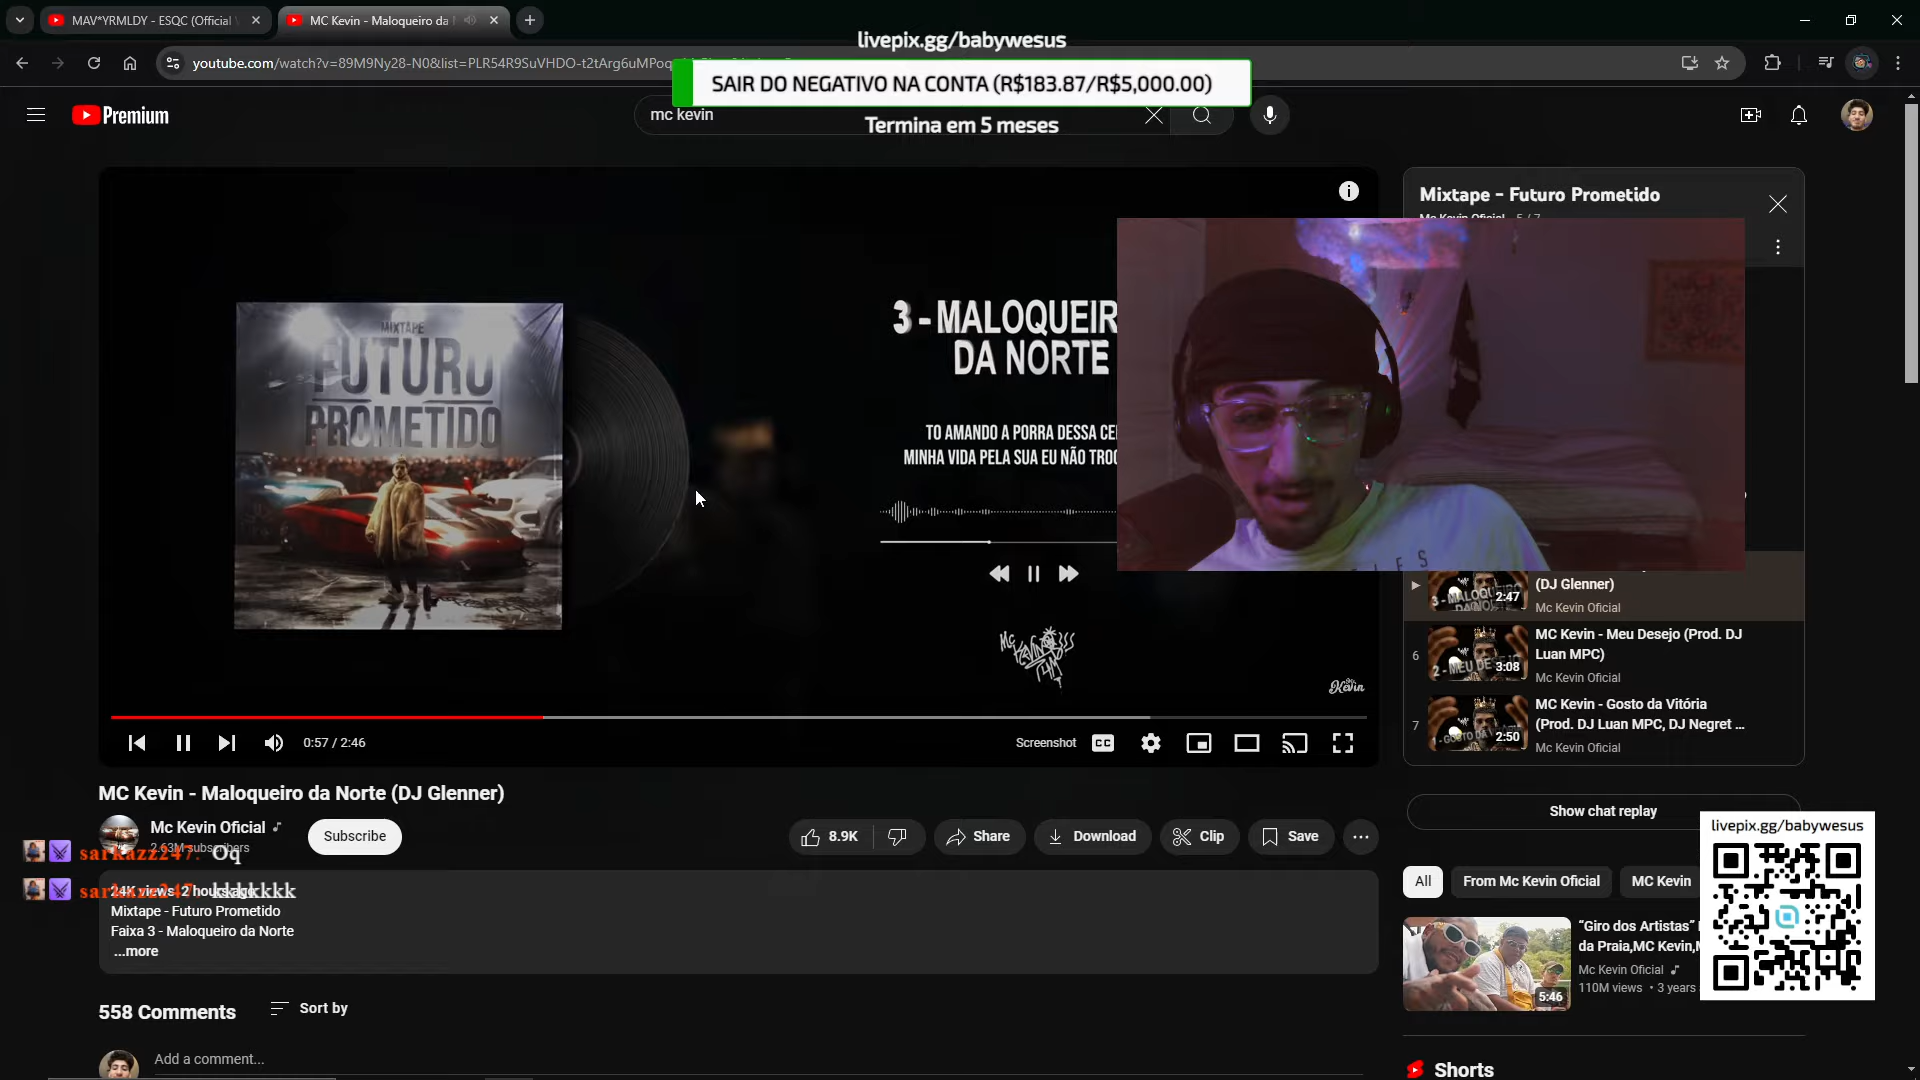 MAV*YRMLDY - ESQC (Official
MC Kevin - Maloqueiro da
livepix.gg/babywesus
SAIR DO NEGATIVO NA CONTA (R$183.87/R$5,000.00)
Termina em 5 meses
youtube.com/watch?v=89M9Ny28-N0&list=PLR54R9SuVHDO-t2tArg6uMPoq
Premium
mc kevin
Mixtape - Futuro Prometido
Mc Kevin Oficial - 5 / 7
MIXTAPE
FUTURO
PROMETIDO
3 - MALOQUEIR
DA NORTE
TO AMANDO A PORRA DESSA CE
MINHA VIDA PELA SUA EU NÃO TRO
Kevin
0:57 / 2:46
Screenshot
CC
(DJ Glenner)
Mc Kevin Oficial
2:47
6
MC Kevin - Meu Desejo (Prod. DJ
Luan MPC)
Mc Kevin Oficial
3:08
7
MC Kevin - Gosto da Vitória
(Prod. DJ Luan MPC, DJ Negret ...
Mc Kevin Oficial
2:50
MC Kevin - Maloqueiro da Norte (DJ Glenner)
Mc Kevin Oficial
2.63M subscribers
Subscribe
8.9K
Share
Download
Clip
Save
sarkazz247: Oq
sarkazz247: kkkkkkk
24K views 2 hours ago
Mixtape - Futuro Prometido
Faixa 3 - Maloqueiro da Norte
...more
558 Comments
Sort by
Add a comment...
Show chat replay
livepix.gg/babywesus
All
From Mc Kevin Oficial
MC Kevin
"Giro dos Artistas"
da Praia,MC Kevin,
Mc Kevin Oficial
110M views • 3 years
5:46
Shorts